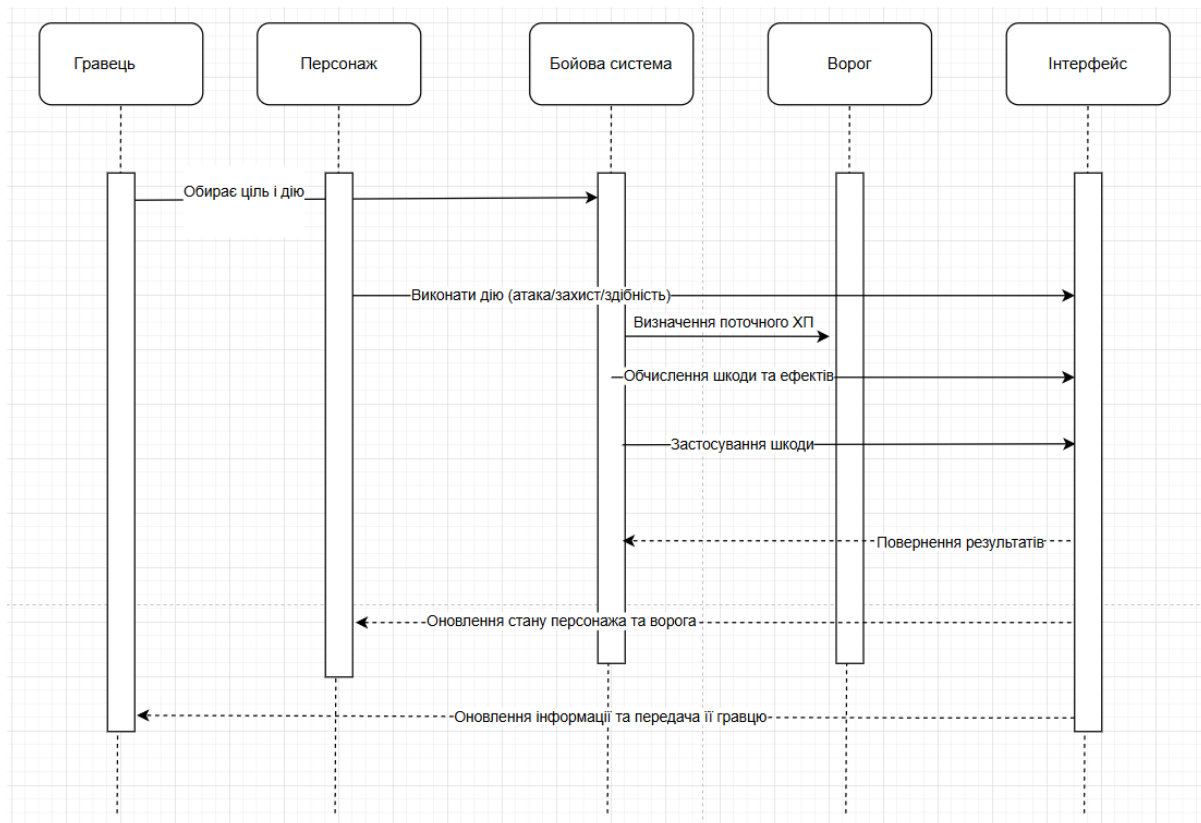 Гравець
Персонаж
Бойова система
Ворог
Інтерфейс
Обирає ціль і дію
Виконати дію (атака/захист/здібність)
Визначення поточного ХП
Обчислення шкоди та ефектів
Застосування шкоди
Повернення результатів
Оновлення стану персонажа та ворога
Оновлення інформації та передача її гравцю